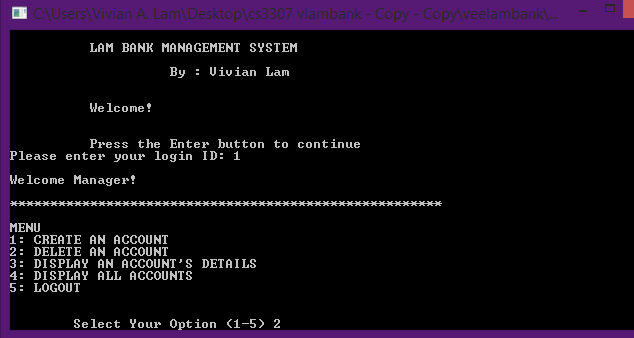 C:\Users\Vivian A. Lam\Desktop\cs3307 vlambank - Copy - Copy\veelambank\...
LAM BANK MANAGEMENT SYSTEM
By : Vivian Lam
Welcome!
Press the Enter button to continue
Please enter your login ID: 1
Welcome Manager!
******************************************************
MENU
1: CREATE AN ACCOUNT
2: DELETE AN ACCOUNT
3: DISPLAY AN ACCOUNT'S DETAILS
4: DISPLAY ALL ACCOUNTS
5: LOGOUT
Select Your Option (1-5) 2